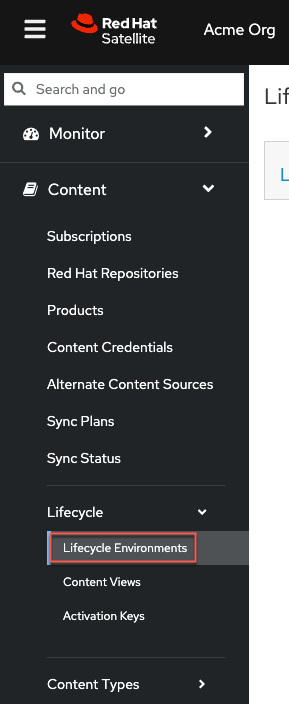 Red Hat
Satellite
Acme Org
Search and go
Lif
Monitor
Content
L
Subscriptions
Red Hat Repositories
Products
Content Credentials
Alternate Content Sources
Sync Plans
Sync Status
Lifecycle
Lifecycle Environments
Content Views
Activation Keys
Content Types